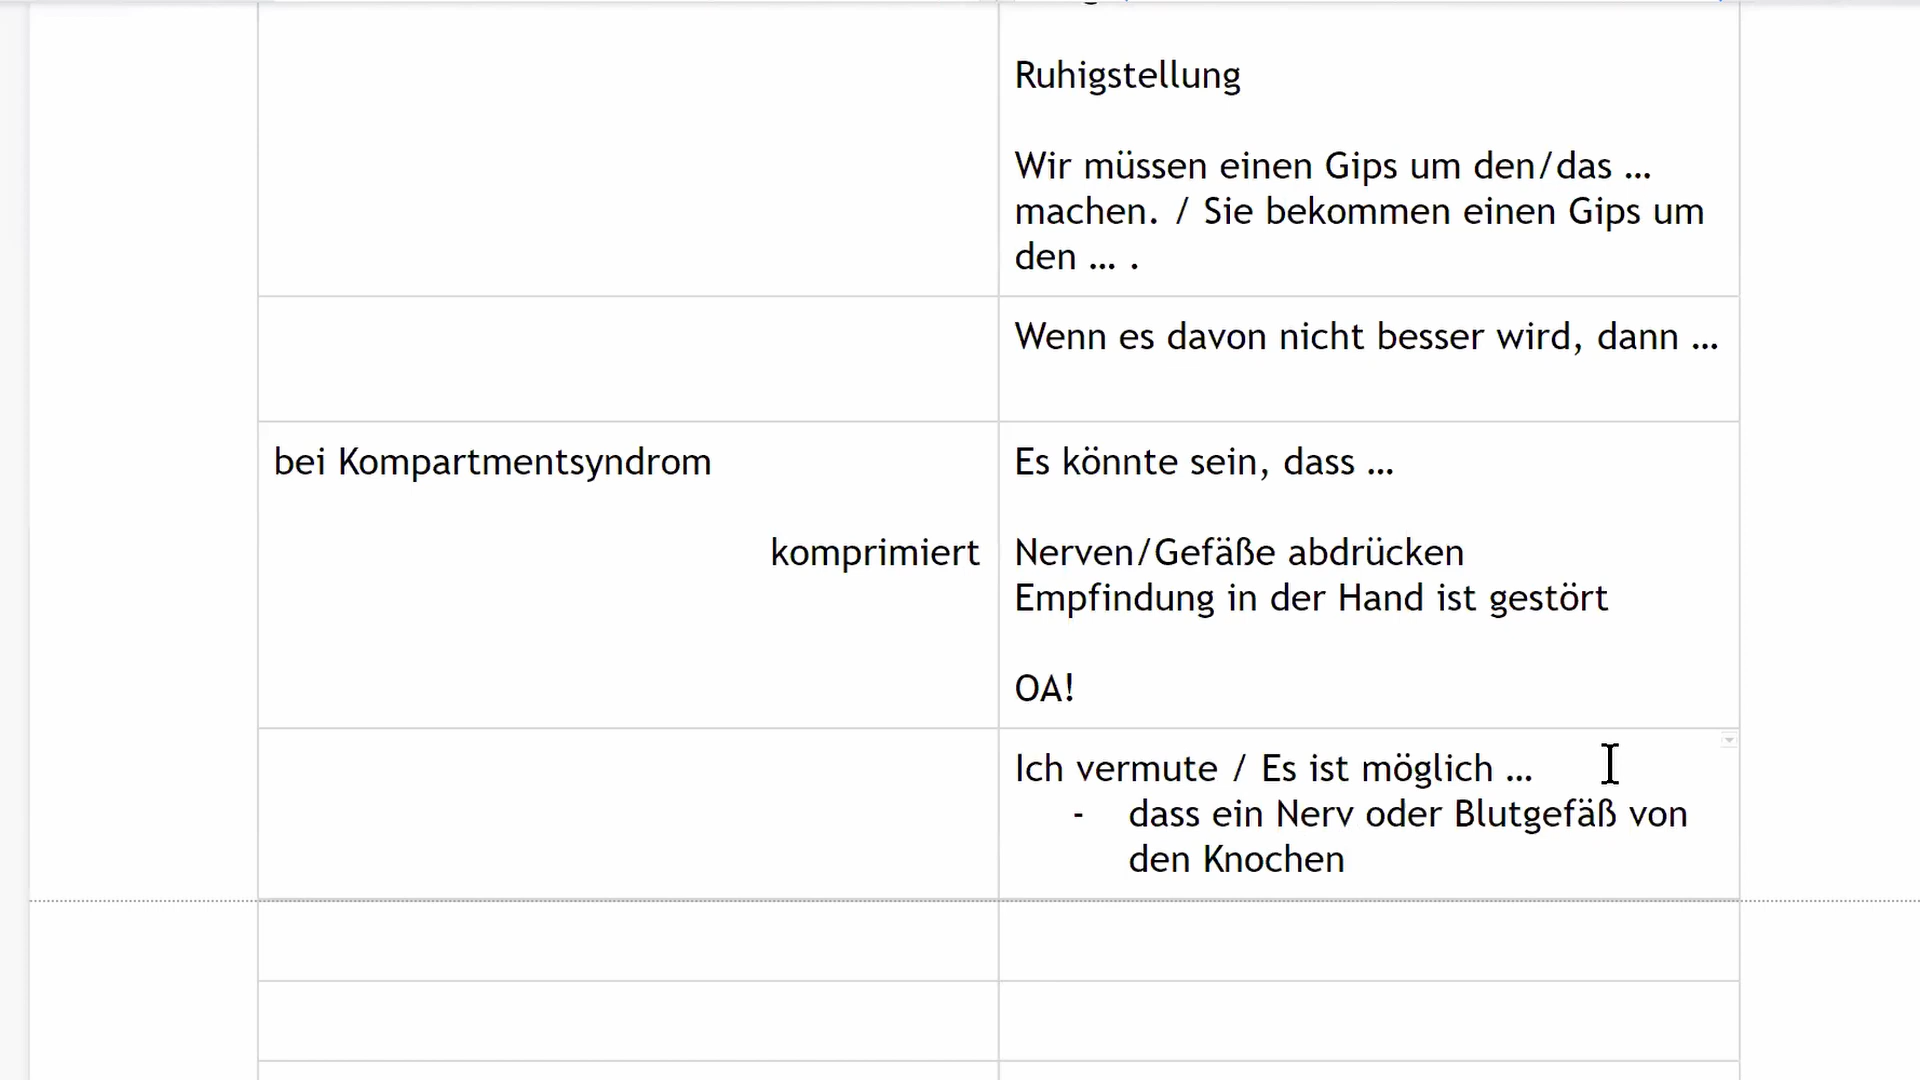 Ruhigstellung
Wir müssen einen Gips um den/das …
machen. / Sie bekommen einen Gips um
den … .
Wenn es davon nicht besser wird, dann …
bei Kompartmentsyndrom
Es könnte sein, dass …
komprimiert
Nerven/Gefäße abdrücken
Empfindung in der Hand ist gestört
OA!
Ich vermute / Es ist möglich …
- dass ein Nerv oder Blutgefäß von
den Knochen